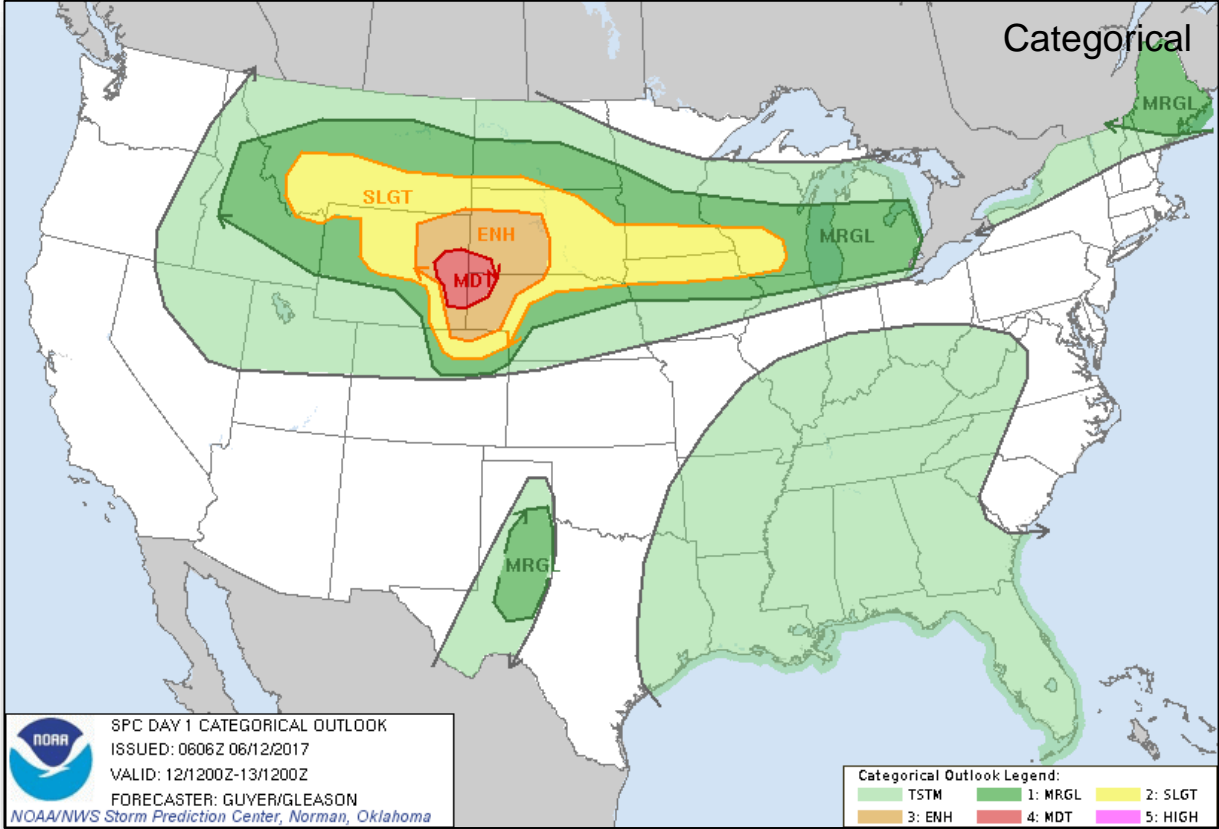 Categorical
MRGL
SLGT
ENH
MRGL
MDT
MRGL
NOAA
SPC DAY 1 CATEGORICAL OUTLOOK
ISSUED: 0606Z 06/12/2017
VALID: 12/1200Z-13/1200Z
FORECASTER: GUYER/GLEASON
NOAA/NWS Storm Prediction Center, Norman, Oklahoma
Categorical Outlook Legend:
TSTM 1: MRGL 2: SLGT
3: ENH 4: MDT 5: HIGH